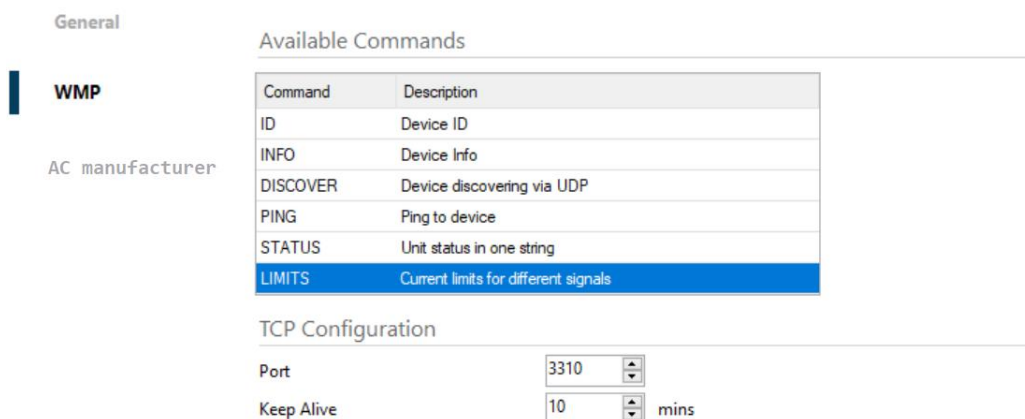 General
WMP
AC manufacturer
Available Commands
Command Description
ID Device ID
INFO Device Info
DISCOVER Device discovering via UDP
PING Ping to device
STATUS Unit status in one string
LIMITS Current limits for different signals
TCP Configuration
Port 3310
Keep Alive 10 mins